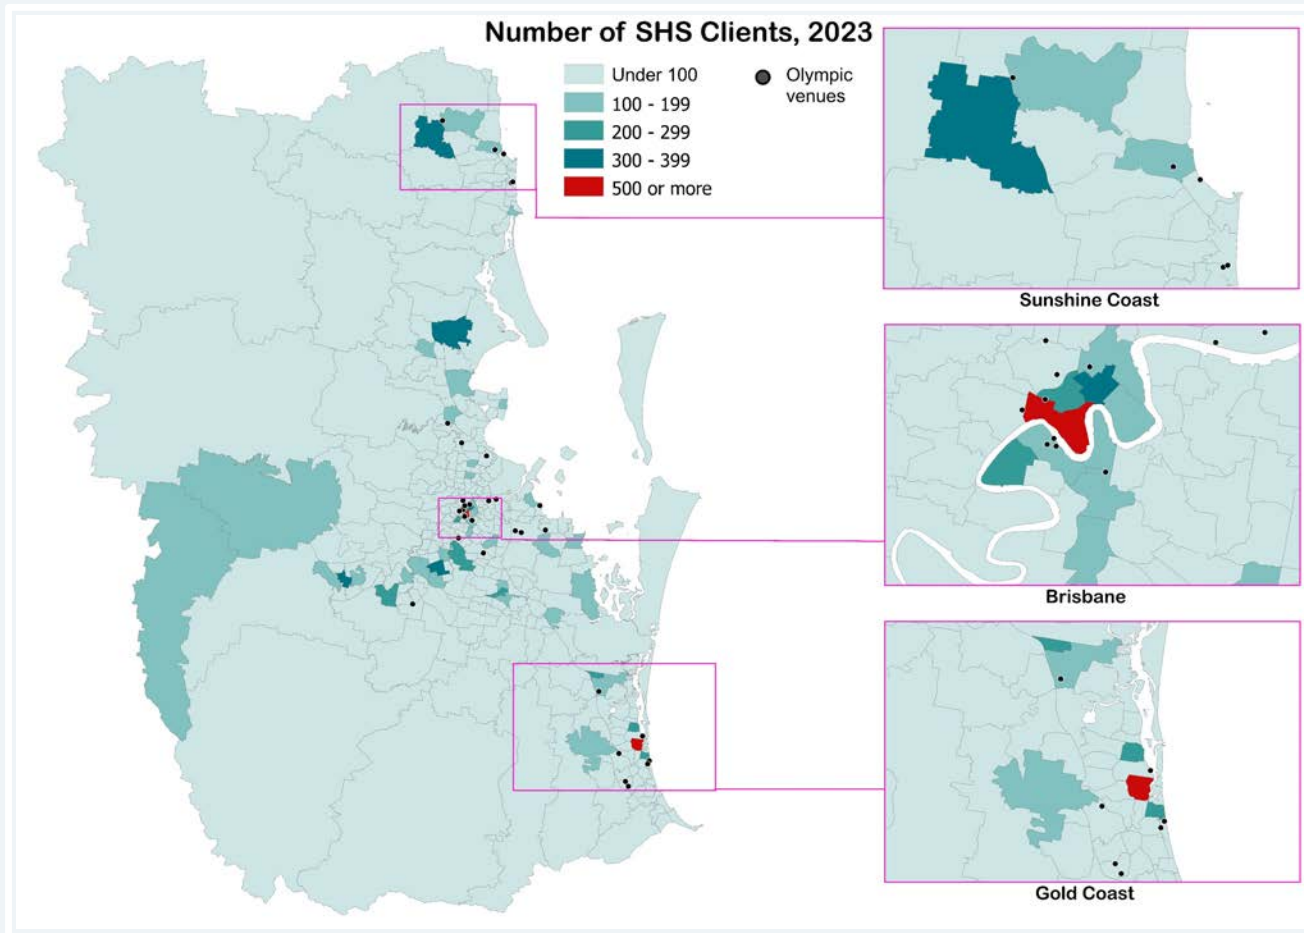 Number of SHS Clients, 2023
Under 100
100 - 199
200 - 299
300 - 399
500 or more
Olympic
venues
Sunshine Coast
Brisbane
Gold Coast